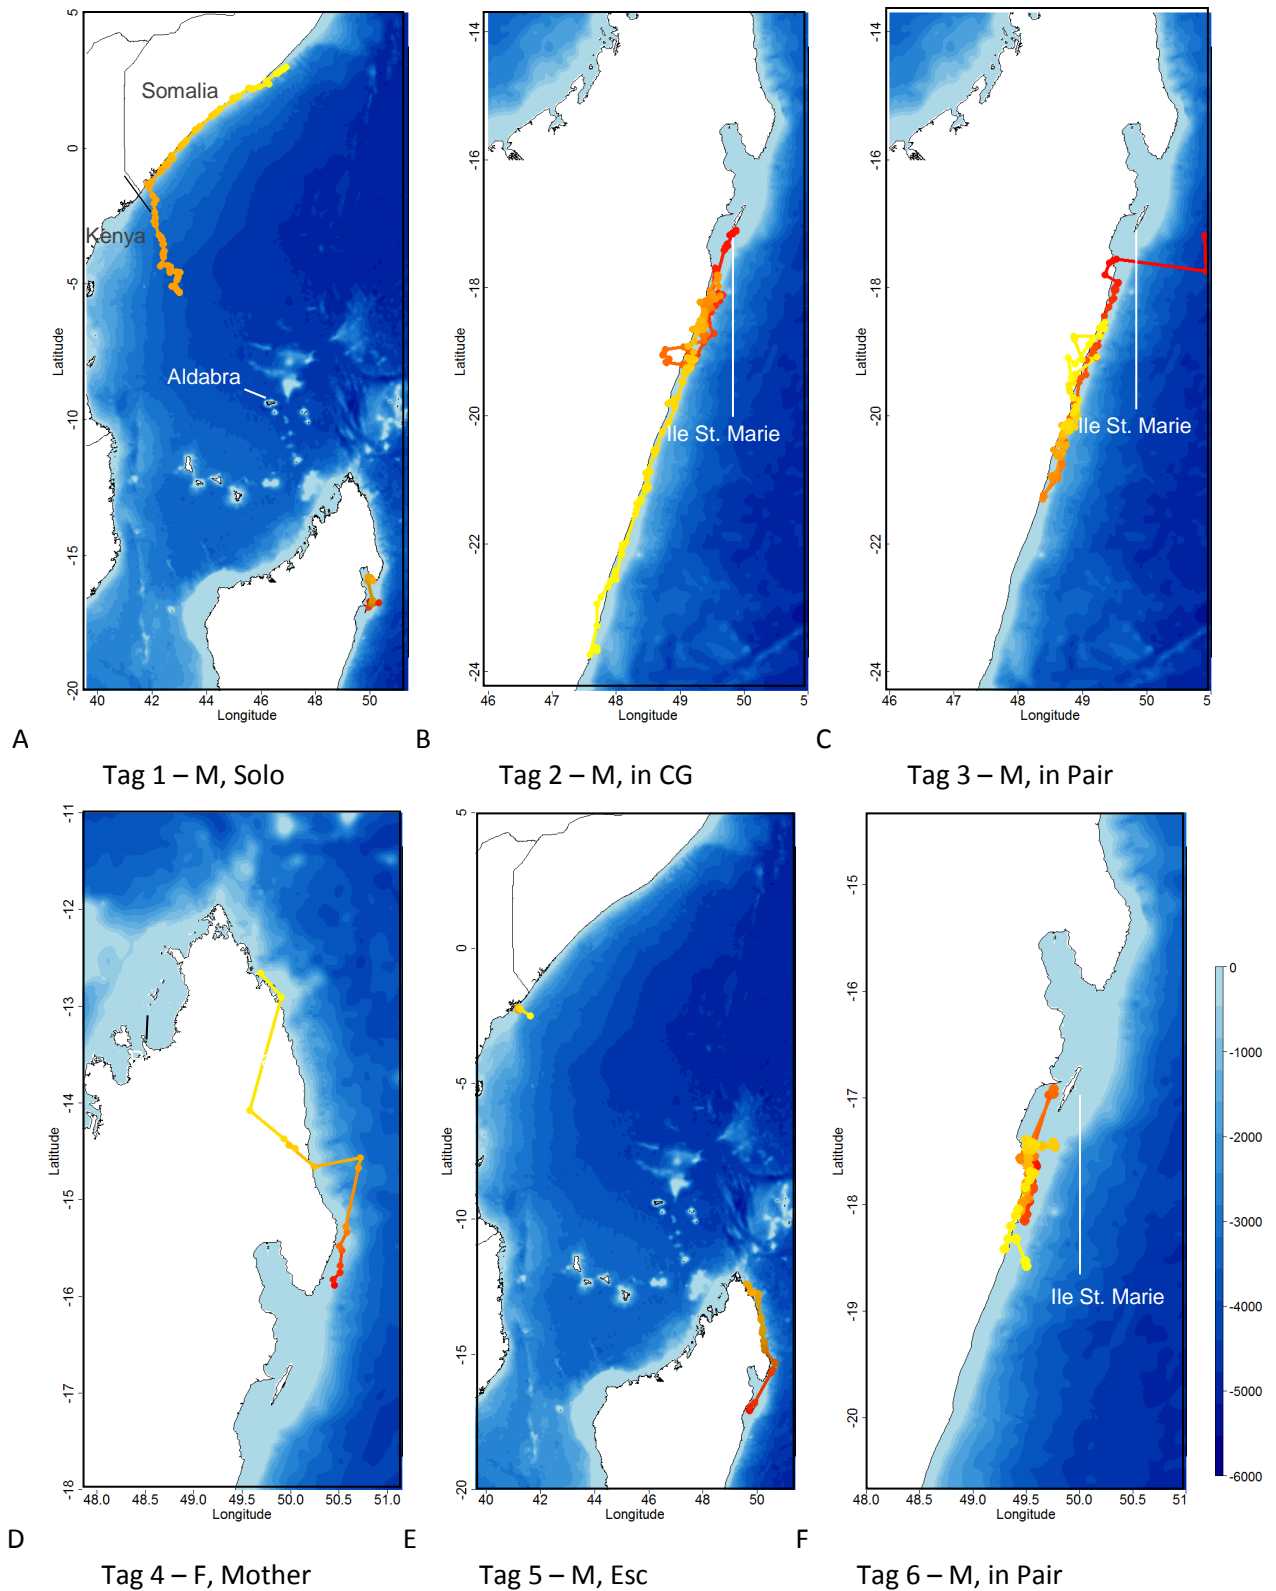 5
0
-5
-10
-15
-20
Latitude
40 42 44 46 48 50
Longitude
Somalia
Kenya
Aldabra
-14
-16
-18
-20
-22
-24
Latitude
46 47 48 49 50 5
Longitude
Ile St. Marie
-14
-16
-18
-20
-22
-24
Latitude
46 47 48 49 50 5
Longitude
Ile St. Marie
A B C
Tag 1 – M, Solo Tag 2 – M, in CG Tag 3 – M, in Pair
-11
-12
-13
-14
-15
-16
-17
-18
Latitude
48.0 48.5 49.5 50.0 50.5 51.0
Longitude
5
0
-5
-10
-15
-20
Latitude
40 42 44 46 48 50
Longitude
-15
-16
-17
-18
-19
-20
Latitude
48.0 48.5 49.0 49.5 50.0 50.5 51
Longitude
Ile St. Marie
0
-1000
-2000
-3000
-4000
-5000
-6000
D E F
Tag 4 – F, Mother Tag 5 – M, Esc Tag 6 – M, in Pair